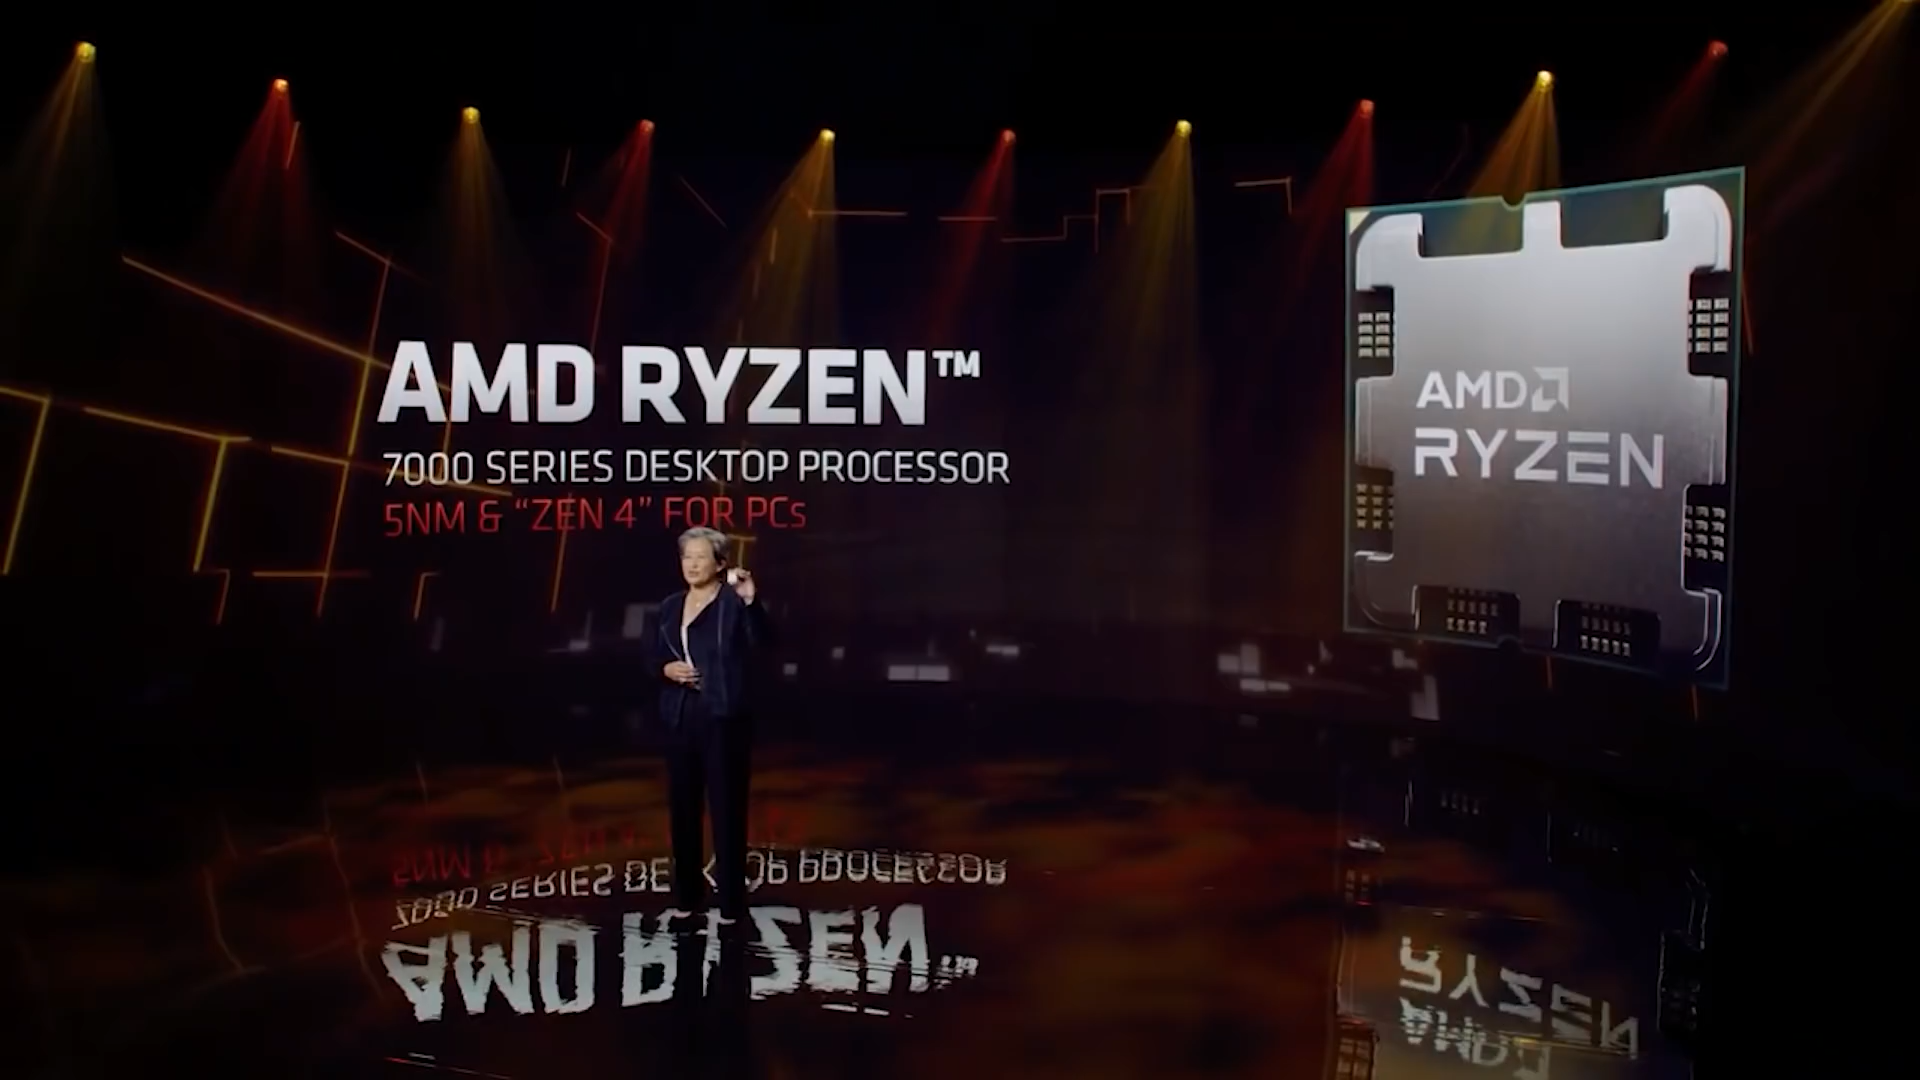 AMD RYZEN™
7000 SERIES DESKTOP PROCESSOR
5NM & “ZEN 4” FOR PCs
AMD
RYZEN